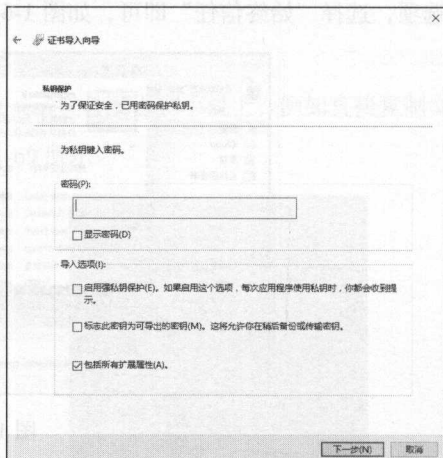 证书导入向导
私钥保护
为了保证安全，已用密码保护私钥。
为私钥键入密码。
密码(P):
显示密码(D)
导入选项(I):
启用强私钥保护(E)。如果启用这个选项，每次应用程序使用私钥时，你都会收到提
示。
标志此密钥为可导出的密钥(M)。这将允许你在稍后备份或传输密钥。
包括所有扩展属性(A)。
下一步(N)
取消